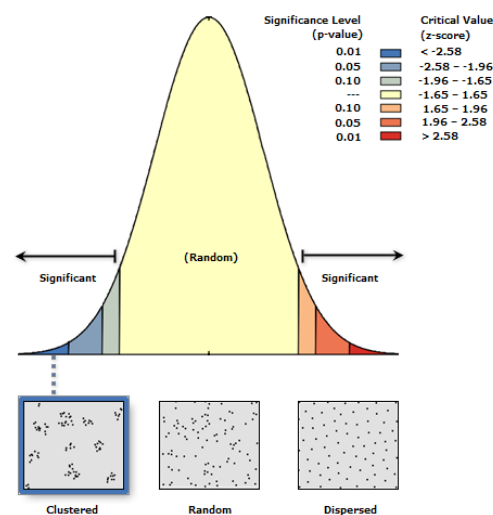 Significance Level Critical Value
(p-value) (z-score)
0.01 < -2.58
0.05 -2.58 – -1.96
0.10 -1.96 – -1.65
--- -1.65 – 1.65
0.10 1.65 – 1.96
0.05 1.96 – 2.58
0.01 > 2.58
(Random)
Significant Significant
Clustered Random Dispersed